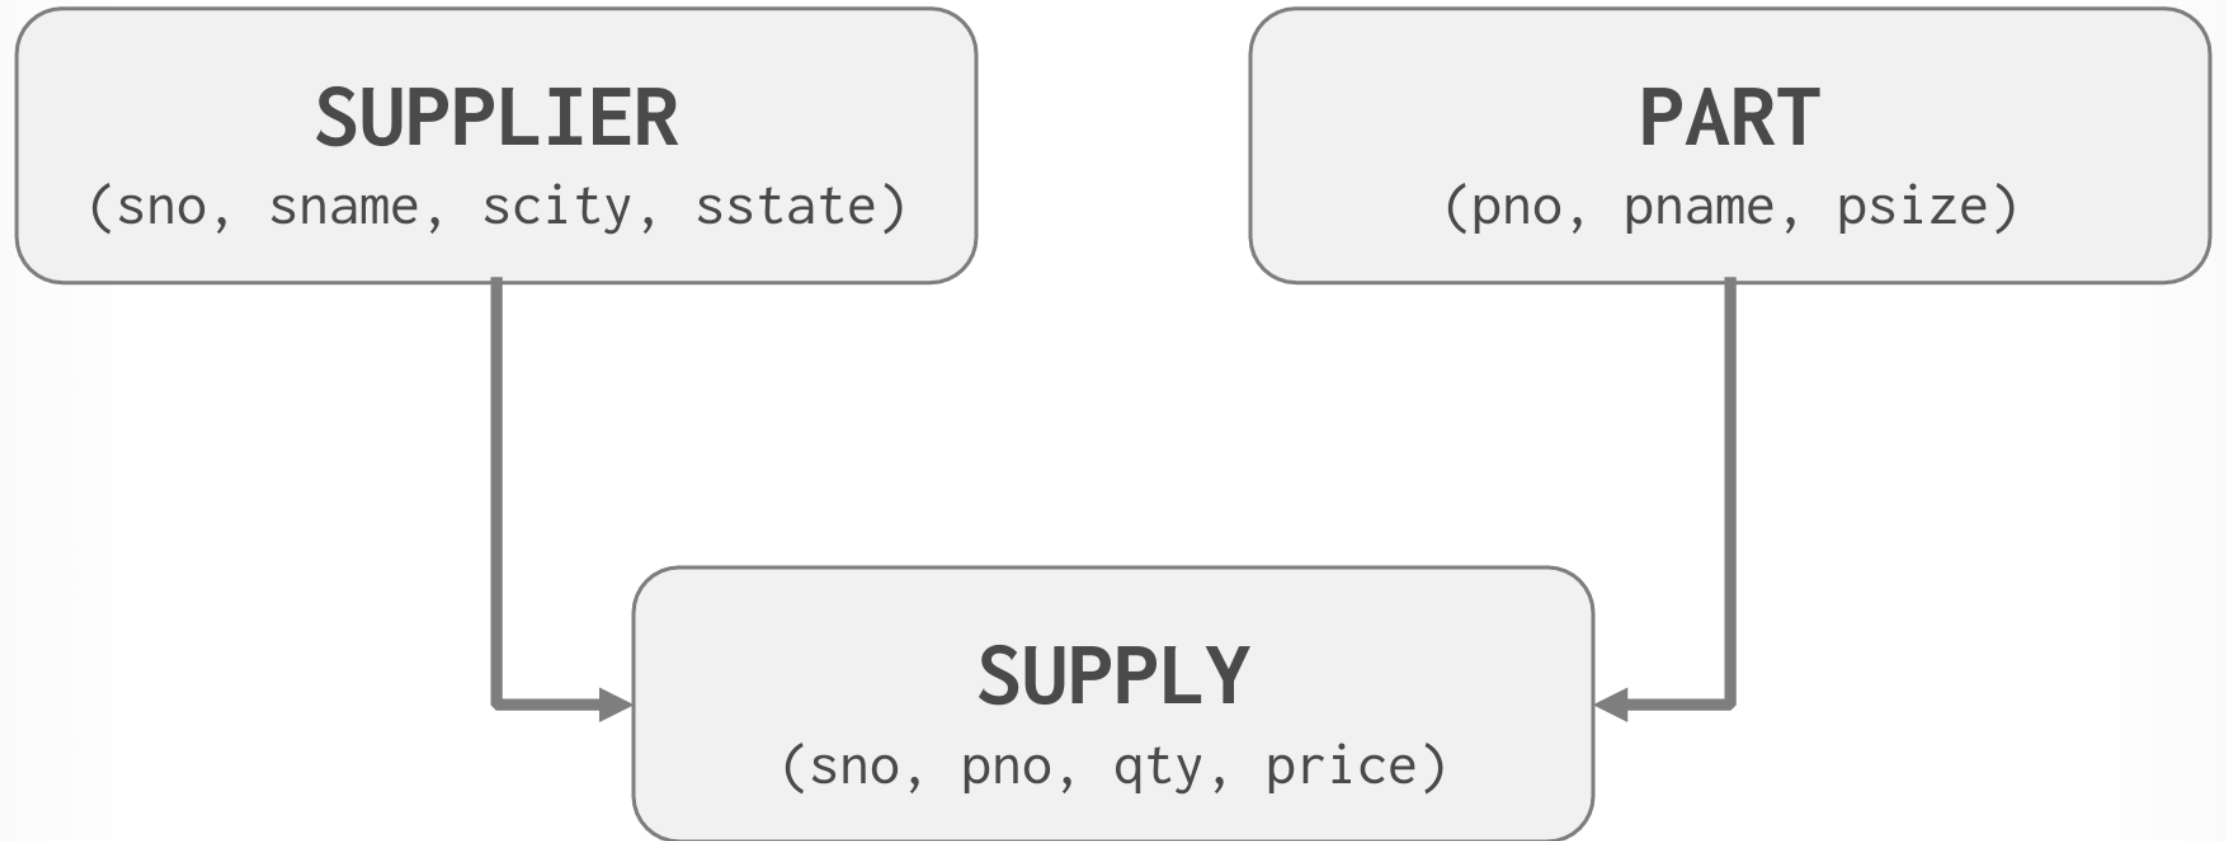 SUPPLIER
(sno, sname, scity, sstate)
PART
(pno, pname, psize)
SUPPLY
(sno, pno, qty, price)